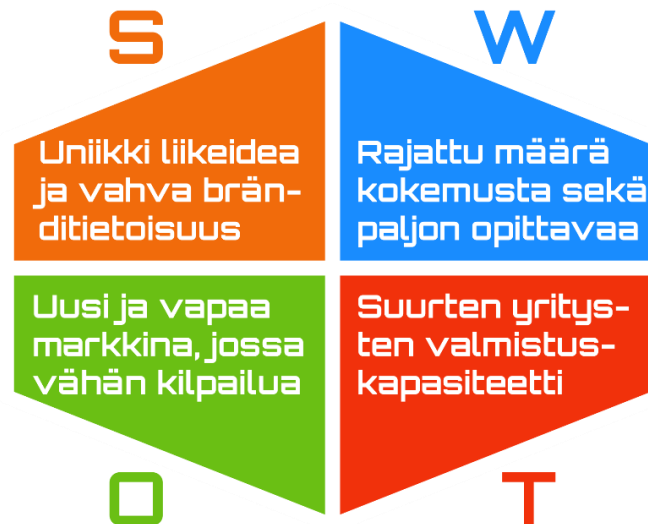 S
W
Uniikki liikeidea
ja vahva brän-
ditietoisuus
Rajattu määrä
kokemusta sekä
paljon opittavaa
Uusi ja vapaa
markkina, jossa
vähän kilpailua
Suurten yritys-
ten valmistus-
kapasiteetti
O
T